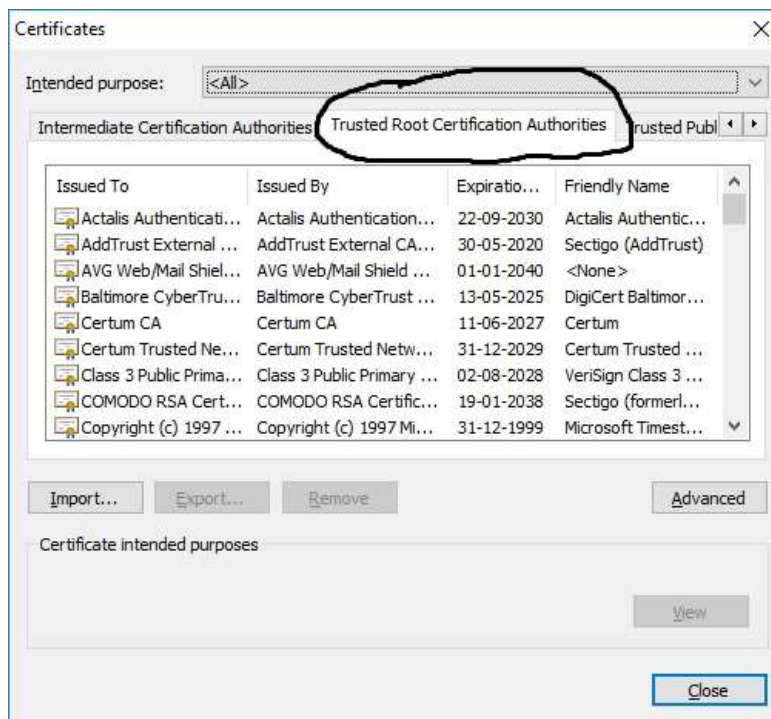 Certificates
Intended purpose: <All>
Intermediate Certification Authorities Trusted Root Certification Authorities Trusted Publ
Issued To Issued By Expiratio... Friendly Name
Actalis Authenticati... Actalis Authentication... 22-09-2030 Actalis Authentic...
AddTrust External ... AddTrust External CA... 30-05-2020 Sectigo (AddTrust)
AVG Web/Mail Shiel... AVG Web/Mail Shield ... 01-01-2040 <None>
Baltimore CyberTru... Baltimore CyberTrust ... 13-05-2025 DigiCert Baltimor...
Certum CA Certum CA 11-06-2027 Certum
Certum Trusted Ne... Certum Trusted Netw... 31-12-2029 Certum Trusted ...
Class 3 Public Prima... Class 3 Public Primary ... 02-08-2028 VeriSign Class 3 ...
COMODO RSA Cert... COMODO RSA Certific... 19-01-2038 Sectigo (formerl...
Copyright (c) 1997 ... Copyright (c) 1997 Mi... 31-12-1999 Microsoft Timest...
Import... Export... Remove Advanced
Certificate intended purposes
View
Close